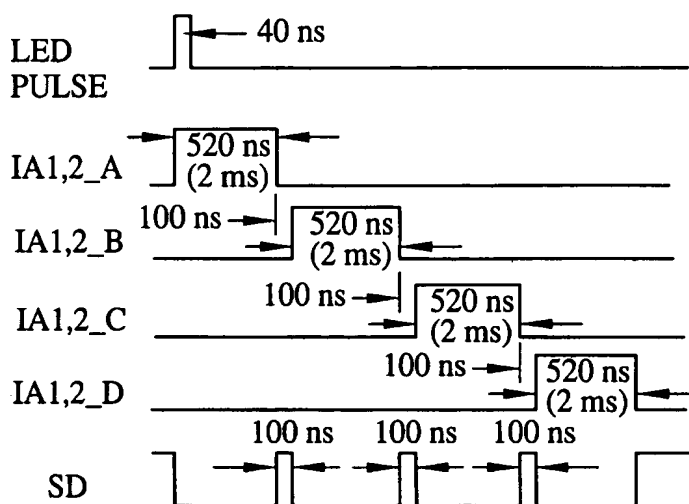 40 ns
LED
PULSE
520 ns
IA1,2_A
(2 ms)
100 ns
520 ns
IA1,2_B
(2 ms)
100 ns
520 ns
IA1,2_C
(2 ms)
100 ns
520 ns
IA1,2_D
(2 ms)
100 ns 100 ns 100 ns
SD